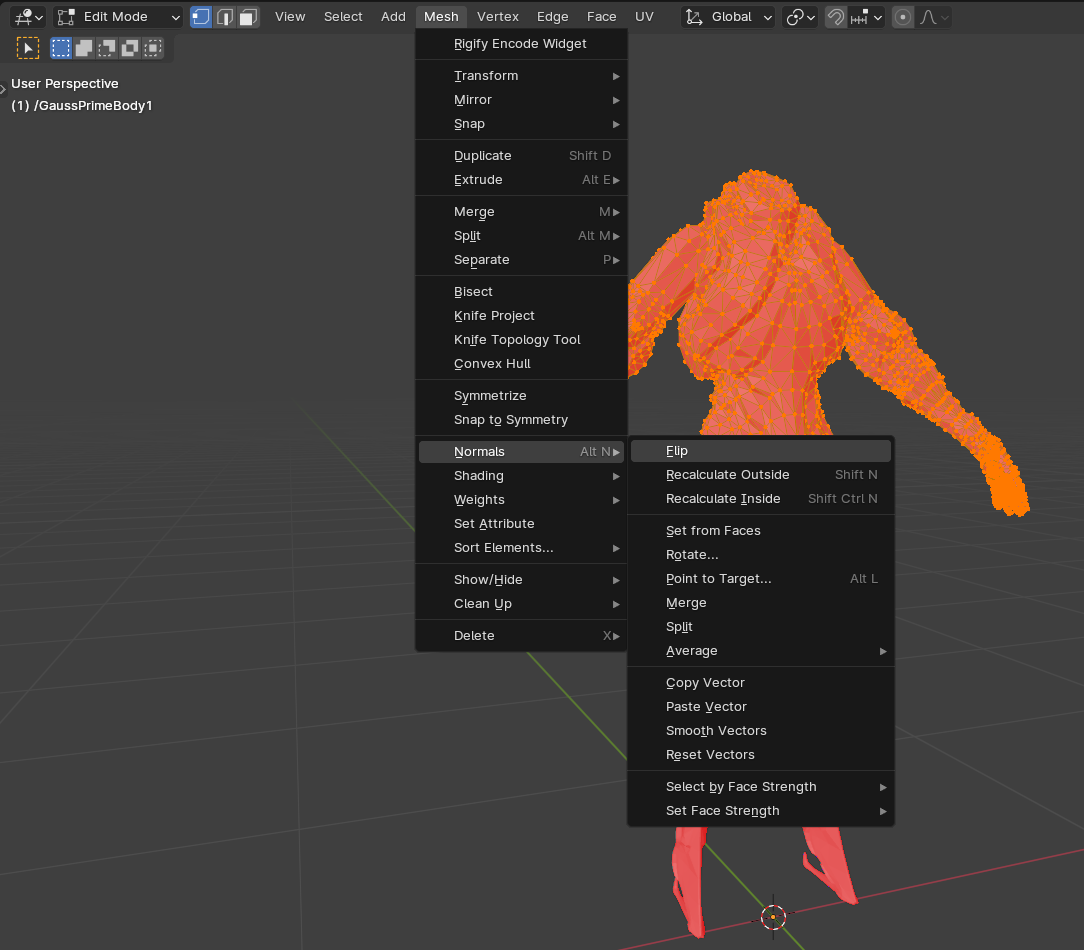 Edit Mode View Select Add Mesh Vertex Edge Face UV Global
User Perspective
(1) /GaussPrimeBody1
Rigify Encode Widget
Transform
Mirror
Snap
Duplicate Shift D
Extrude Alt E
Merge M
Split Alt M
Separate P
Bisect
Knife Project
Knife Topology Tool
Convex Hull
Symmetrize
Snap to Symmetry
Normals Alt N
Shading
Weights
Set Attribute
Sort Elements...
Show/Hide
Clean Up
Delete X
Flip
Recalculate Outside Shift N
Recalculate Inside Shift Ctrl N
Set from Faces
Rotate...
Point to Target... Alt L
Merge
Split
Average
Copy Vector
Paste Vector
Smooth Vectors
Reset Vectors
Select by Face Strength
Set Face Strength